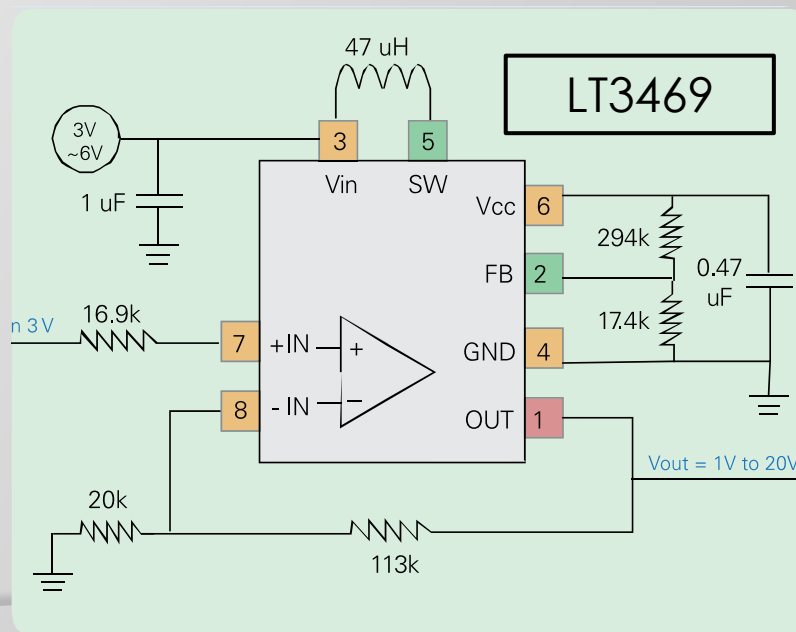 47 uH
LT3469
3V
~6V
3
5
Vin
SW
1 uF
Vcc
6
294k
FB
2
0.47
uF
16.9k
17.4k
n 3 V
7
+IN
+
GND
4
8
- IN
−
OUT
1
Vout = 1V to 20V
20k
113k